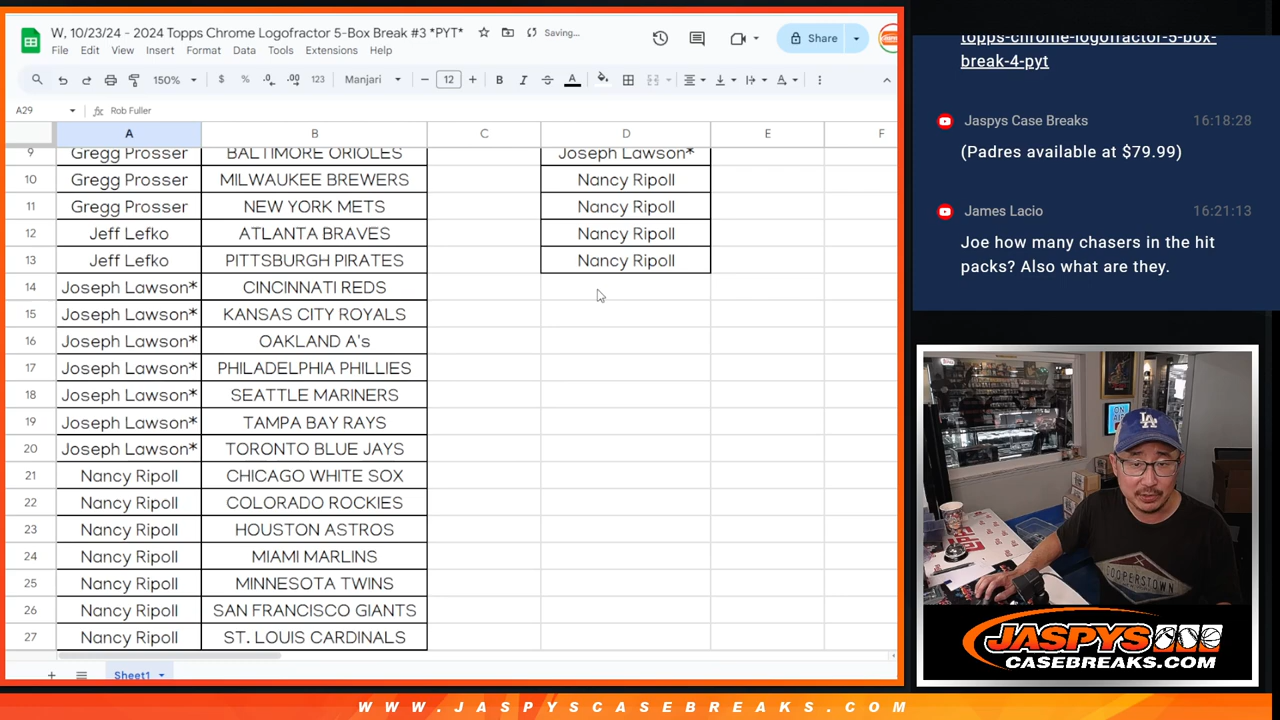 W, 10/23/24 - 2024 Topps Chrome Logofractor 5-Box Break #3 *PYT*
Saving...
File Edit View Insert Format Data Tools Extensions Help
Share
150% $ % .0 .00 123 Manjari 12 B I A
A29 fx Rob Fuller
A B C D E F
9 Gregg Prosser BALTIMORE ORIOLES Joseph Lawson*
10 Gregg Prosser MILWAUKEE BREWERS Nancy Ripoll
11 Gregg Prosser NEW YORK METS Nancy Ripoll
12 Jeff Lefko ATLANTA BRAVES Nancy Ripoll
13 Jeff Lefko PITTSBURGH PIRATES Nancy Ripoll
14 Joseph Lawson* CINCINNATI REDS
15 Joseph Lawson* KANSAS CITY ROYALS
16 Joseph Lawson* OAKLAND A's
17 Joseph Lawson* PHILADELPHIA PHILLIES
18 Joseph Lawson* SEATTLE MARINERS
19 Joseph Lawson* TAMPA BAY RAYS
20 Joseph Lawson* TORONTO BLUE JAYS
21 Nancy Ripoll CHICAGO WHITE SOX
22 Nancy Ripoll COLORADO ROCKIES
23 Nancy Ripoll HOUSTON ASTROS
24 Nancy Ripoll MIAMI MARLINS
25 Nancy Ripoll MINNESOTA TWINS
26 Nancy Ripoll SAN FRANCISCO GIANTS
27 Nancy Ripoll ST. LOUIS CARDINALS
Sheet1
topps-chrome-logofractor-5-box-
break-4-pyt
Jaspys Case Breaks 16:18:28
(Padres available at $79.99)
James Lacio 16:21:13
Joe how many chasers in the hit
packs? Also what are they.
ON AIR
LA
COOPERSTOWN
JASPYS
CASEBREAKS.COM
WWW.JASPYSCASEBREAKS.COM